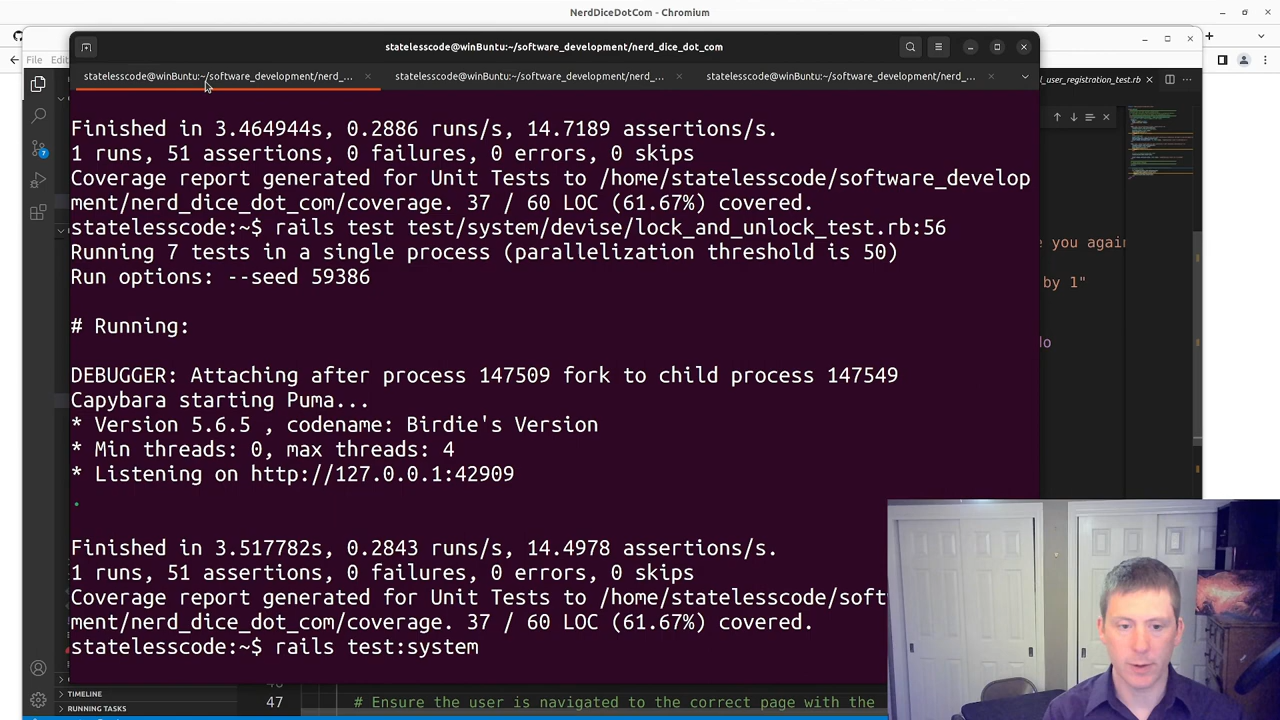 NerdDiceDotCom - Chromium
statelesscode@winBuntu:~/software_development/nerd_dice_dot_com
File Edi
statelesscode@winBuntu:~/software_development/nerd_...
statelesscode@winBuntu:~/software_development/nerd_...
statelesscode@winBuntu:~/software_development/nerd_...
l_user_registration_test.rb
Finished in 3.464944s, 0.2886 runs/s, 14.7189 assertions/s.
1 runs, 51 assertions, 0 failures, 0 errors, 0 skips
Coverage report generated for Unit Tests to /home/statelesscode/software_develop
ment/nerd_dice_dot_com/coverage. 37 / 60 LOC (61.67%) covered.
statelesscode:~$ rails test test/system/devise/lock_and_unlock_test.rb:56
Running 7 tests in a single process (parallelization threshold is 50)
Run options: --seed 59386
# Running:
DEBUGGER: Attaching after process 147509 fork to child process 147549
Capybara starting Puma...
* Version 5.6.5 , codename: Birdie's Version
* Min threads: 0, max threads: 4
* Listening on http://127.0.0.1:42909
.
Finished in 3.517782s, 0.2843 runs/s, 14.4978 assertions/s.
1 runs, 51 assertions, 0 failures, 0 errors, 0 skips
Coverage report generated for Unit Tests to /home/statelesscode/soft
ment/nerd_dice_dot_com/coverage. 37 / 60 LOC (61.67%) covered.
statelesscode:~$ rails test:system
e you again
by 1"
do
7
TIMELINE
RUNNING TASKS
47 # Ensure the user is navigated to the correct page with the